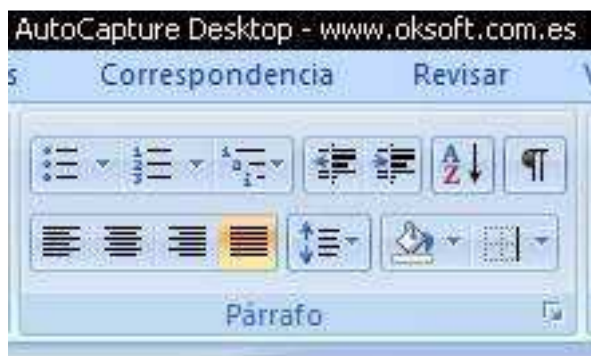 AutoCapture Desktop - www.oksoft.com.es
s Correspondencia Revisar
A
Z
Párrafo